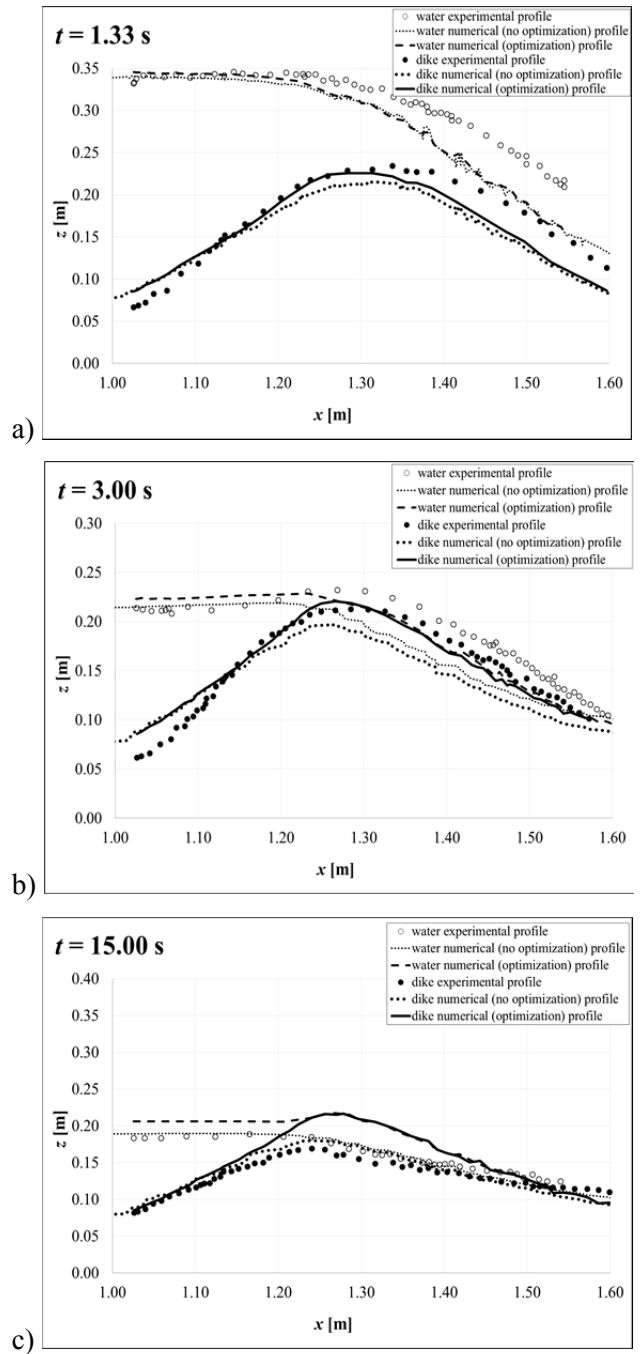 t = 1.33 s
water experimental profile
water numerical (no optimization) profile
water numerical (optimization) profile
dike experimental profile
dike numerical (no optimization) profile
dike numerical (optimization) profile
0.35
0.30
0.25
0.20
z [m]
0.15
0.10
0.05
0.00
1.00 1.10 1.20 1.30 1.40 1.50 1.60
x [m]
a)
t = 3.00 s
water experimental profile
water numerical (no optimization) profile
water numerical (optimization) profile
dike experimental profile
dike numerical (no optimization) profile
dike numerical (optimization) profile
0.30
0.25
0.20
z [m]
0.15
0.10
0.05
0.00
1.00 1.10 1.20 1.30 1.40 1.50 1.60
x [m]
b)
t = 15.00 s
water experimental profile
water numerical (no optimization) profile
water numerical (optimization) profile
dike experimental profile
dike numerical (no optimization) profile
dike numerical (optimization) profile
0.40
0.35
0.30
0.25
0.20
z [m]
0.15
0.10
0.05
0.00
1.00 1.10 1.20 1.30 1.40 1.50 1.60
x [m]
c)